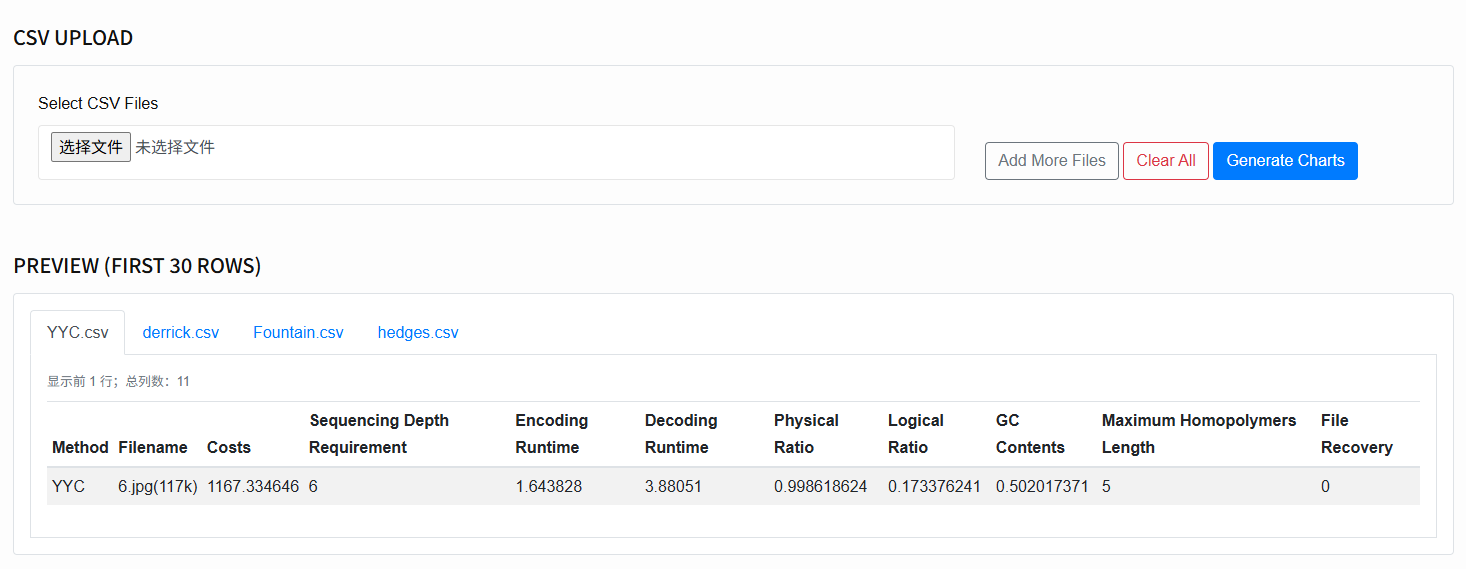 CSV UPLOAD
Select CSV Files
选择文件 未选择文件
Add More Files Clear All Generate Charts
PREVIEW (FIRST 30 ROWS)
YYC.csv derrick.csv Fountain.csv hedges.csv
显示前 1 行；总列数：11
Method Filename Costs Sequencing Depth Requirement Encoding Runtime Decoding Runtime Physical Ratio Logical Ratio GC Contents Maximum Homopolymers Length File Recovery
YYC 6.jpg(117k) 1167.334646 6 1.643828 3.88051 0.998618624 0.173376241 0.502017371 5 0